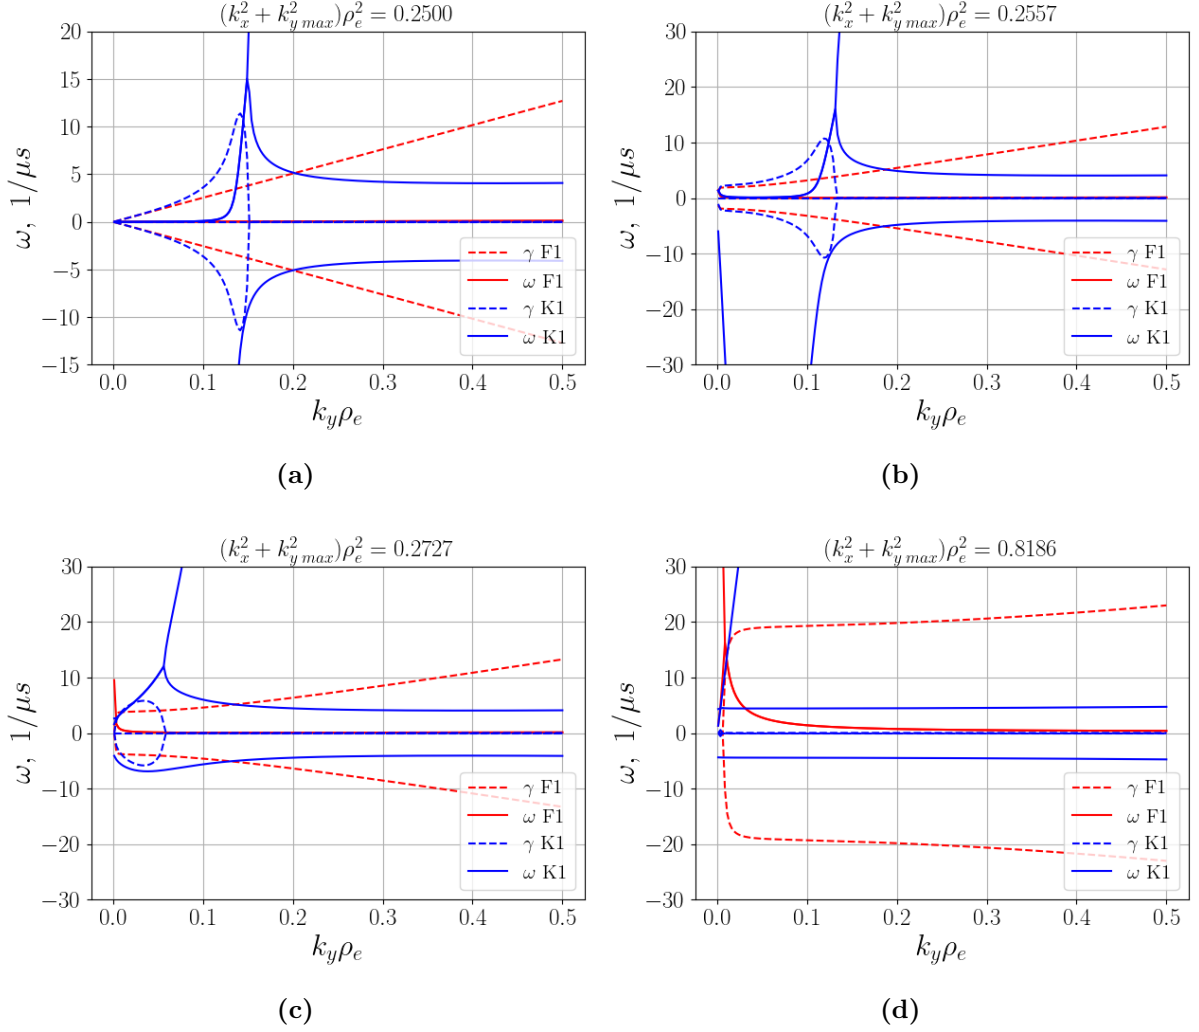 (k_x^2 + k_{y max}^2)ρ_e^2 = 0.2500
20
15
10
5
0
−5
−10
−15
ω, 1/μs
0.0 0.1 0.2 0.3 0.4 0.5
k_yρ_e
γ F1
ω F1
γ K1
ω K1
(a)
(k_x^2 + k_{y max}^2)ρ_e^2 = 0.2557
30
20
10
0
−10
−20
−30
ω, 1/μs
0.0 0.1 0.2 0.3 0.4 0.5
k_yρ_e
γ F1
ω F1
γ K1
ω K1
(b)
(k_x^2 + k_{y max}^2)ρ_e^2 = 0.2727
30
20
10
0
−10
−20
−30
ω, 1/μs
0.0 0.1 0.2 0.3 0.4 0.5
k_yρ_e
γ F1
ω F1
γ K1
ω K1
(c)
(k_x^2 + k_{y max}^2)ρ_e^2 = 0.8186
30
20
10
0
−10
−20
−30
ω, 1/μs
0.0 0.1 0.2 0.3 0.4 0.5
k_yρ_e
γ F1
ω F1
γ K1
ω K1
(d)